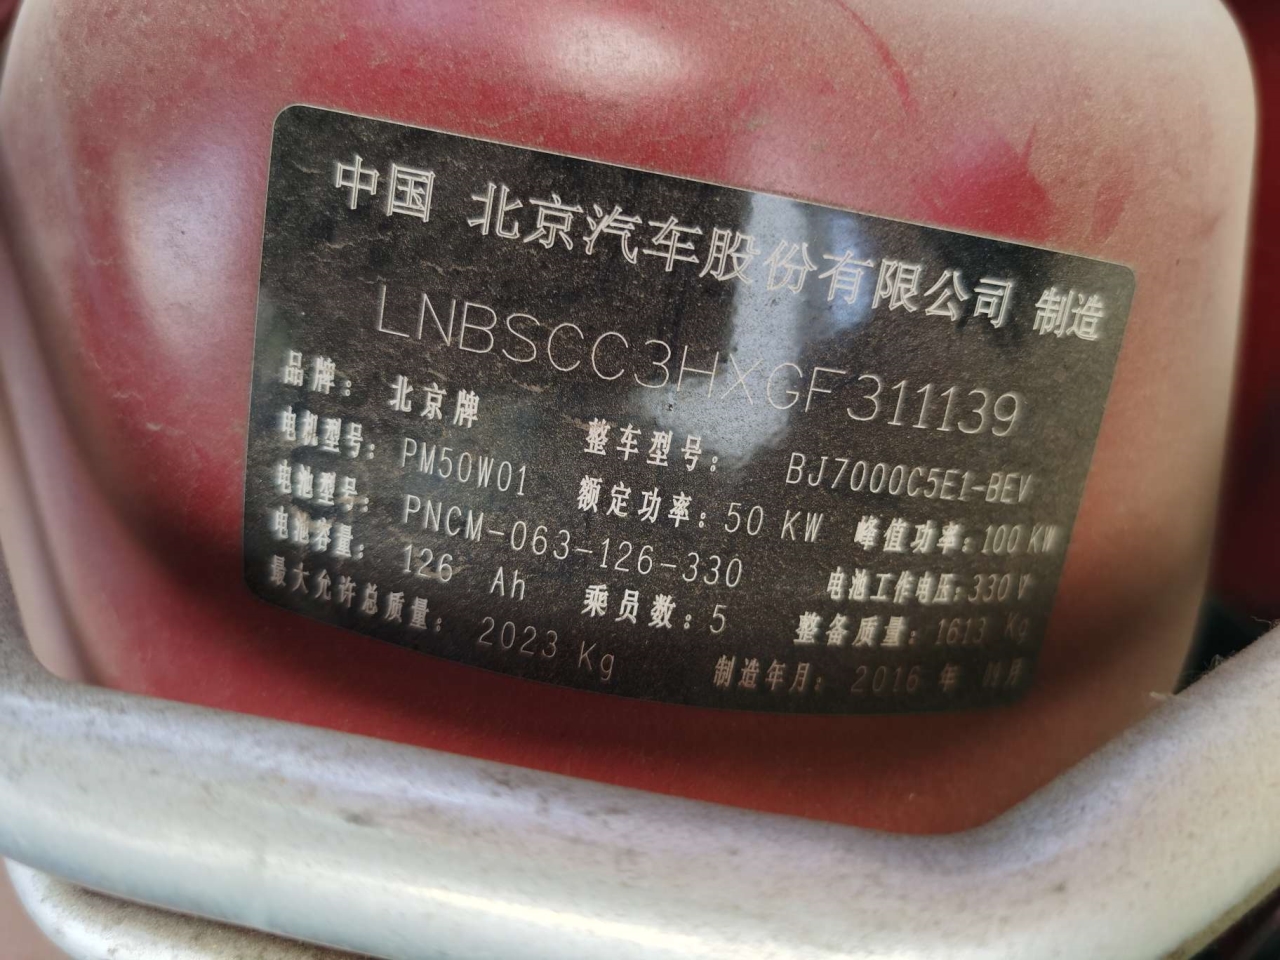 中国 北京汽车股份有限公司 制造
LNBSCC3HXGF311139
品牌: 北京牌 整车型号: BJ7000C5E1-BEV
电机型号: PM50W01 额定功率: 50 KW 峰值功率: 100 KW
电池型号: PNCM-063-126-330 电池工作电压: 330 V
电池容量: 126 Ah 乘员数: 5 整备质量: 1613 Kg
最大允许总质量: 2023 Kg 制造年月: 2016 年 月